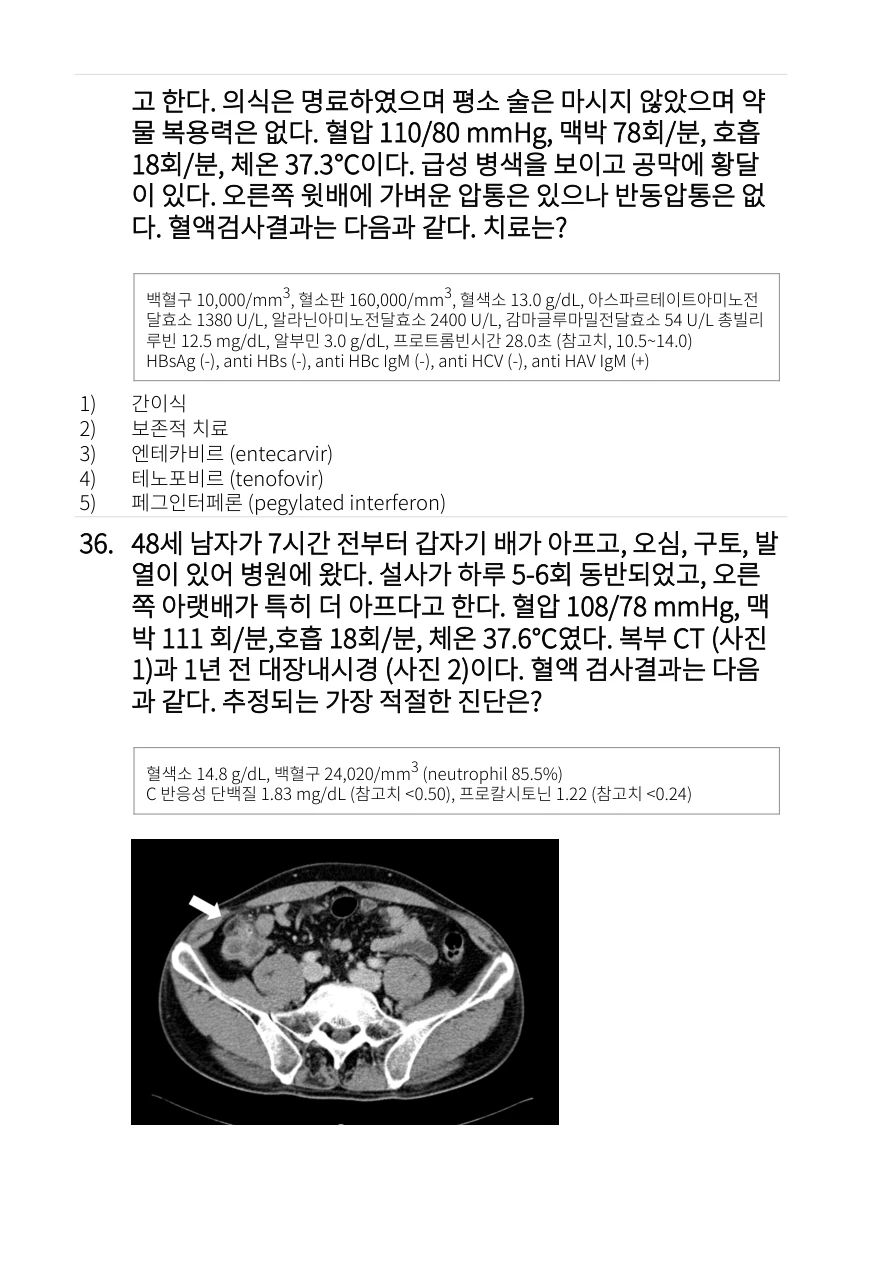 고 한다. 의식은 명료하였으며 평소 술은 마시지 않았으며 약
물 복용력은 없다. 혈압 110/80 mmHg, 맥박 78회/분, 호흡
18회/분, 체온 37.3°C이다. 급성 병색을 보이고 공막에 황달
이 있다. 오른쪽 윗배에 가벼운 압통은 있으나 반동압통은 없
다. 혈액검사결과는 다음과 같다. 치료는?
백혈구 10,000/mm³, 혈소판 160,000/mm³, 혈색소 13.0 g/dL, 아스파르테이트아미노전
달효소 1380 U/L, 알라닌아미노전달효소 2400 U/L, 감마글루마밀전달효소 54 U/L 총빌리
루빈 12.5 mg/dL, 알부민 3.0 g/dL, 프로트롬빈시간 28.0초 (참고치, 10.5~14.0)
HBsAg (-), anti HBs (-), anti HBc IgM (-), anti HCV (-), anti HAV IgM (+)
1) 간이식
2) 보존적 치료
3) 엔테카비르 (entecarvir)
4) 테노포비르 (tenofovir)
5) 페그인터페론 (pegylated interferon)
36. 48세 남자가 7시간 전부터 갑자기 배가 아프고, 오심, 구토, 발
열이 있어 병원에 왔다. 설사가 하루 5-6회 동반되었고, 오른
쪽 아랫배가 특히 더 아프다고 한다. 혈압 108/78 mmHg, 맥
박 111 회/분,호흡 18회/분, 체온 37.6°C였다. 복부 CT (사진
1)과 1년 전 대장내시경 (사진 2)이다. 혈액 검사결과는 다음
과 같다. 추정되는 가장 적절한 진단은?
혈색소 14.8 g/dL, 백혈구 24,020/mm³ (neutrophil 85.5%)
C 반응성 단백질 1.83 mg/dL (참고치 <0.50), 프로칼시토닌 1.22 (참고치 <0.24)